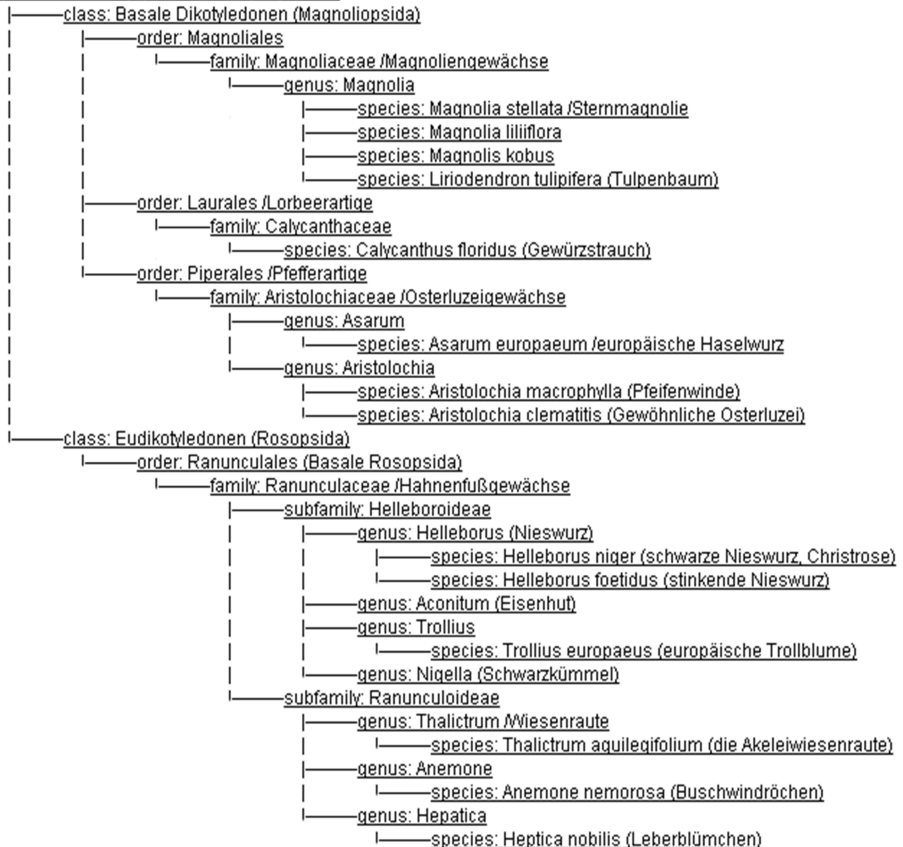 class: Basale Dikotyledonen (Magnoliopsida)
order: Magnoliales
family: Magnoliaceae /Magnoliengewächse
genus: Magnolia
species: Magnolia stellata /Sternmagnolie
species: Magnolia liliiflora
species: Magnolis kobus
species: Liriodendron tulipifera (Tulpenbaum)
order: Laurales /Lorbeerartige
family: Calycanthaceae
species: Calycanthus floridus (Gewürzstrauch)
order: Piperales /Pfefferartige
family: Aristolochiaceae /Osterluzeigewächse
genus: Asarum
species: Asarum europaeum /europäische Haselwurz
genus: Aristolochia
species: Aristolochia macrophylla (Pfeifenwinde)
species: Aristolochia clematitis (Gewöhnliche Osterluzei)
class: Eudikotyledonen (Rosopsida)
order: Ranunculales (Basale Rosopsida)
family: Ranunculaceae /Hahnenfußgewächse
subfamily: Helleboroideae
genus: Helleborus (Nieswurz)
species: Helleborus niger (schwarze Nieswurz, Christrose)
species: Helleborus foetidus (stinkende Nieswurz)
genus: Aconitum (Eisenhut)
genus: Trollius
species: Trollius europaeus (europäische Trollblume)
genus: Nigella (Schwarzkümmel)
subfamily: Ranunculoideae
genus: Thalictrum /Wiesenraute
species: Thalictrum aquilegifolium (die Akeleiwiesenraute)
genus: Anemone
species: Anemone nemorosa (Buschwindröchen)
genus: Hepatica
species: Heptica nobilis (Leberblümchen)